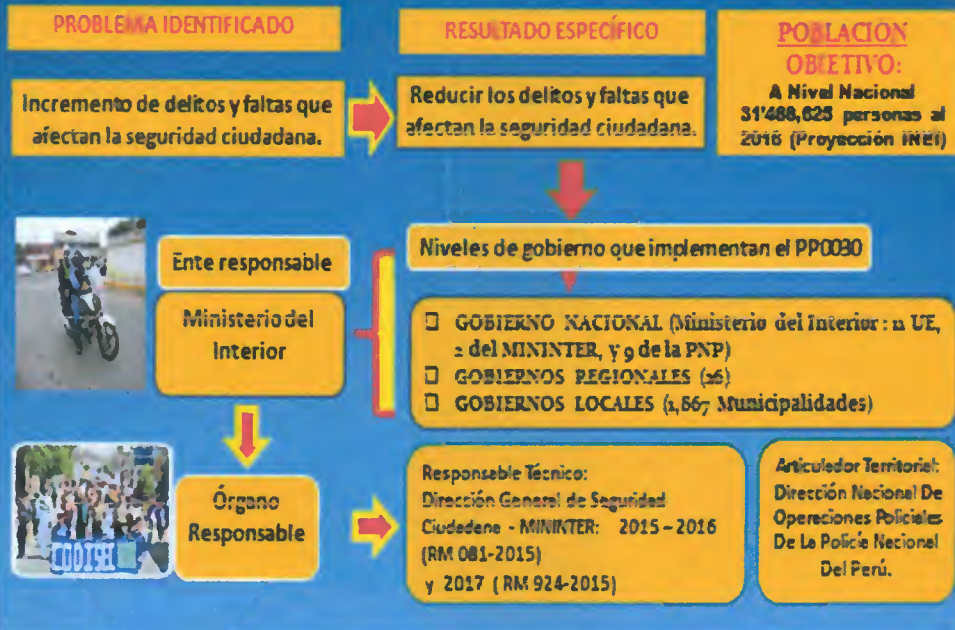 PROBLEMA IDENTIFICADO
RESULTADO ESPECÍFICO
POBLACION
OBJETIVO:
A Nivel Nacional
31'488,625 personas al
2016 (Proyección INEI)
Incremento de delitos y faltas que
afectan la seguridad ciudadana.
Reducir los delitos y faltas que
afectan la seguridad ciudadana.
Niveles de gobierno que implementan el PP0030
Ente responsable
Ministerio del
Interior
GOBIERNO NACIONAL (Ministerio del Interior : 11 UE,
2 del MININTER, y 9 de la PNP)
GOBIERNOS REGIONALES (26)
GOBIERNOS LOCALES (1,867 Municipalidades)
Órgano
Responsable
Responsable Técnico:
Dirección General de Seguridad
Ciudadana - MININTER: 2015 - 2016
(RM 081-2015)
y 2017 ( RM 924-2015)
Articulador Territorial:
Dirección Nacional De
Operaciones Policiales
De La Policía Nacional
Del Perú.